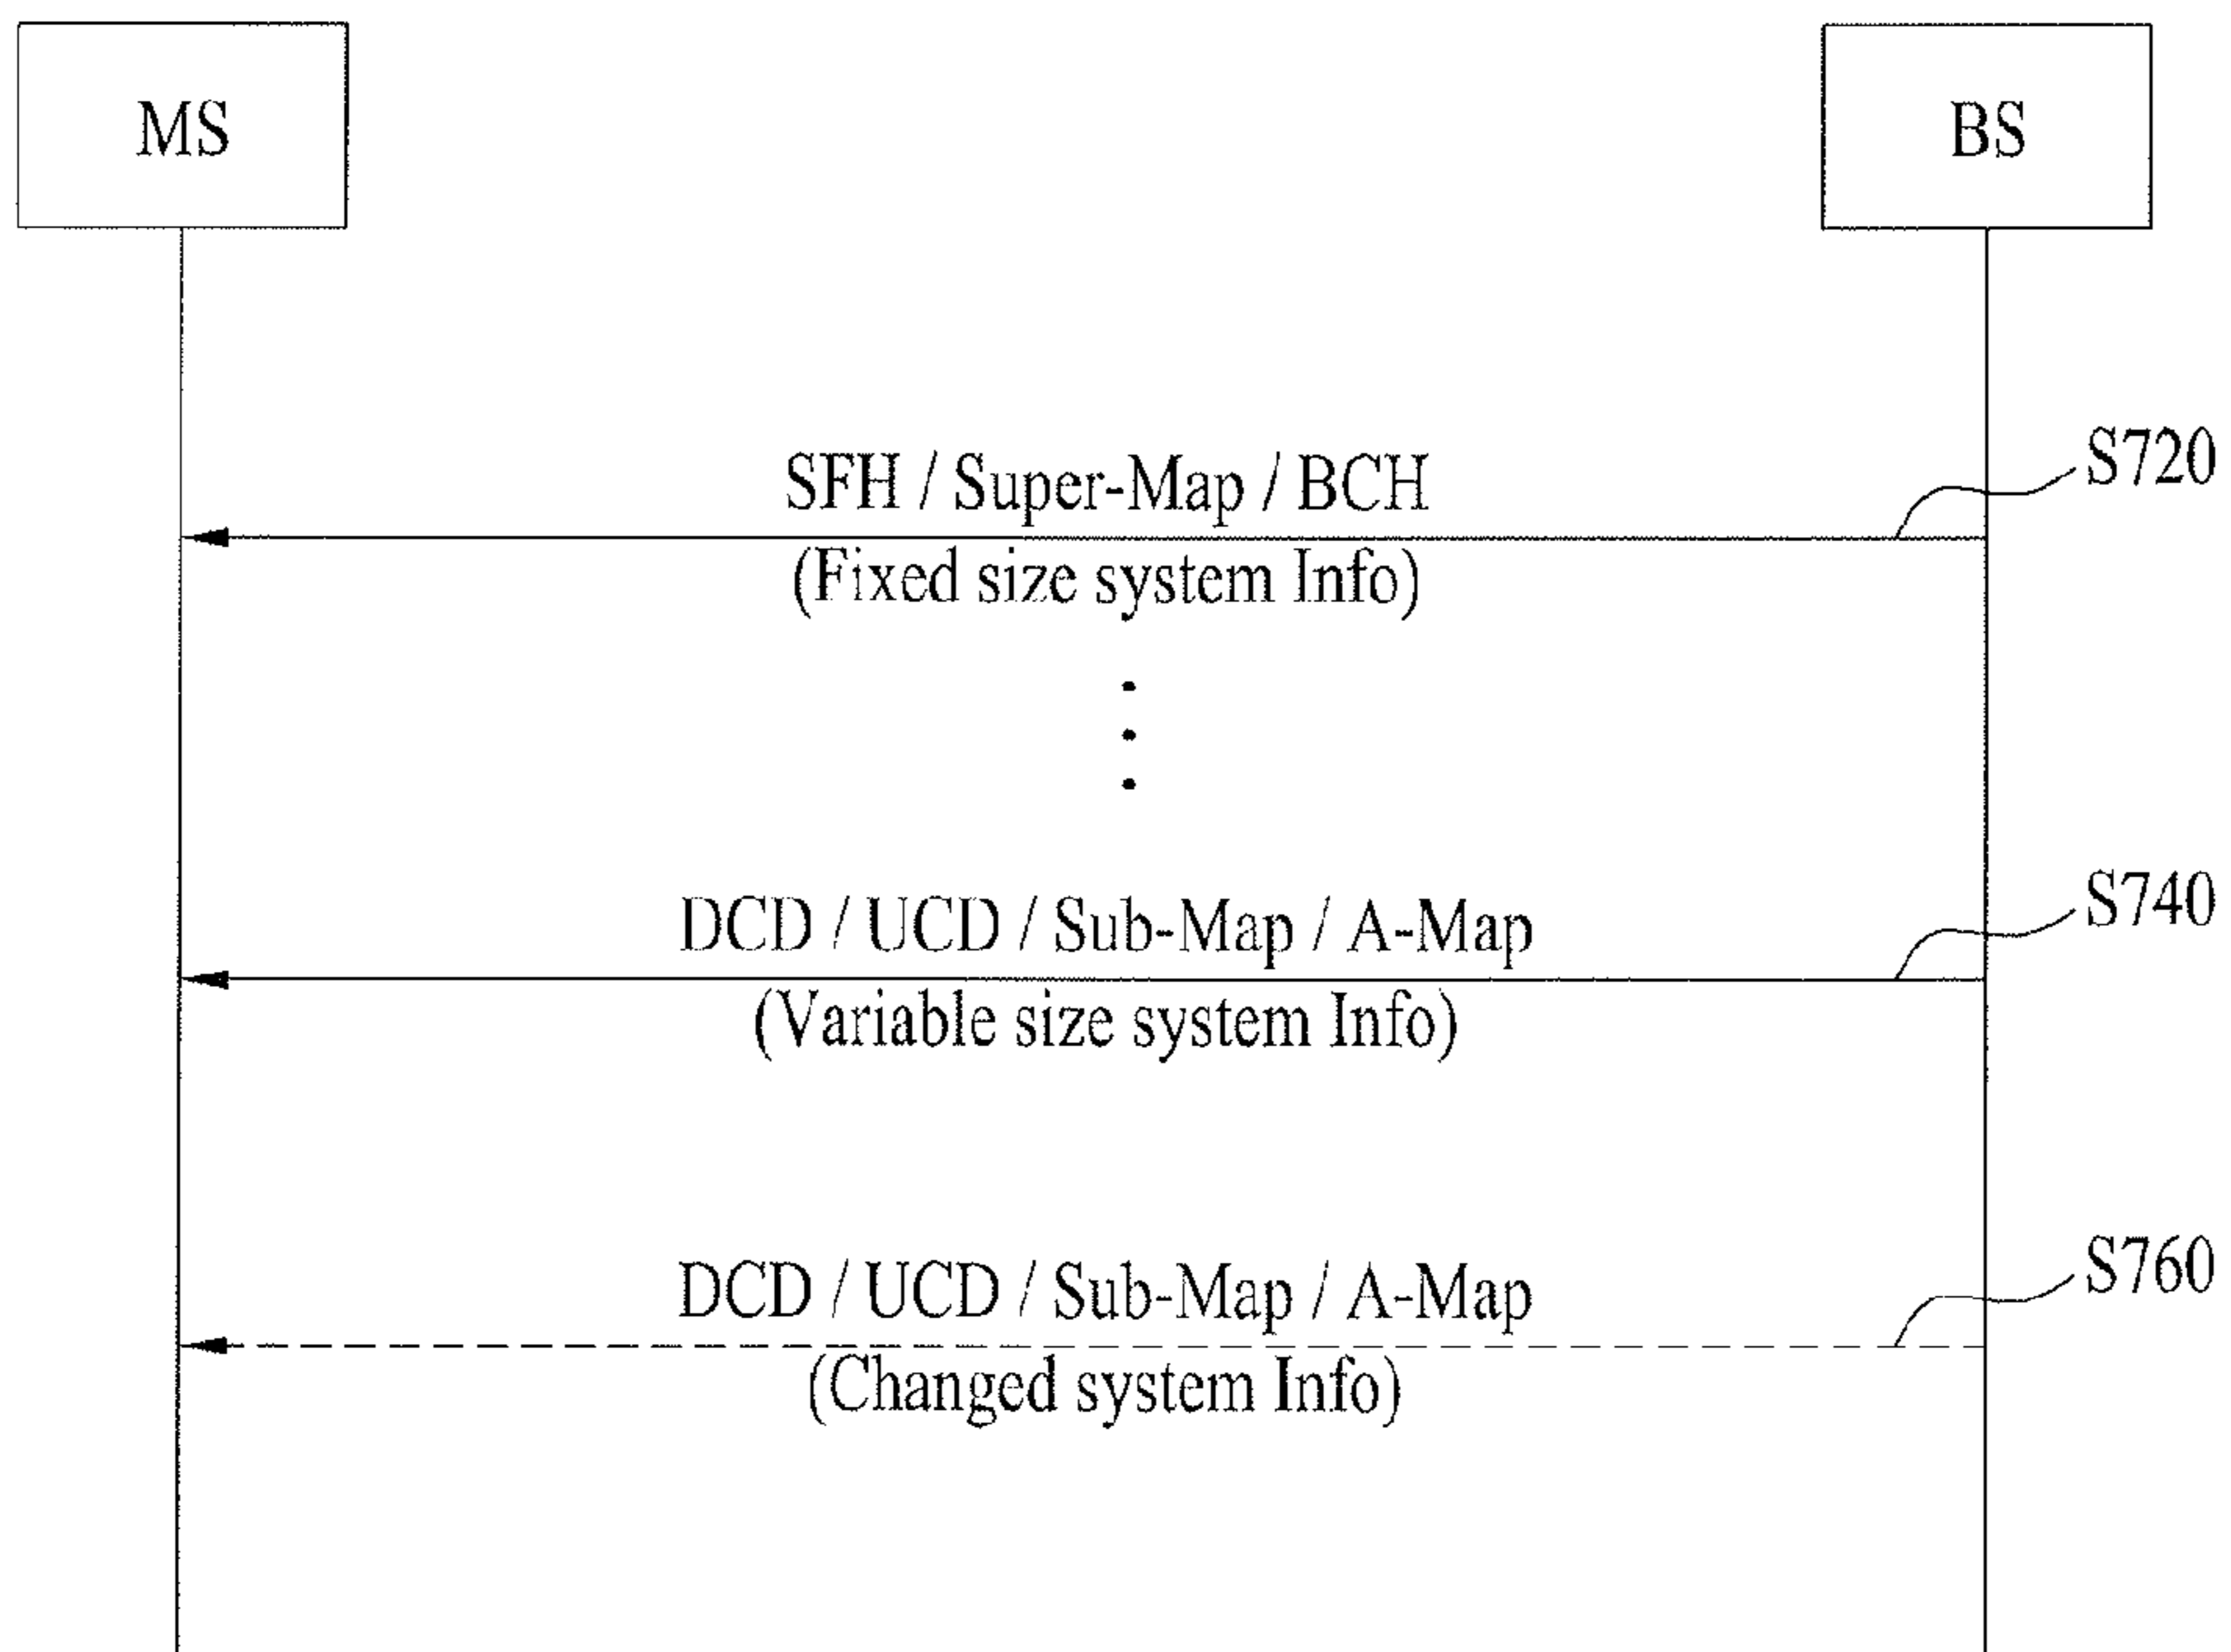 MS
BS
SFH / Super-Map / BCH
S720
(Fixed size system Info)
DCD / UCD / Sub-Map / A-Map
S740
(Variable size system Info)
DCD / UCD / Sub-Map / A-Map
S760
(Changed system Info)